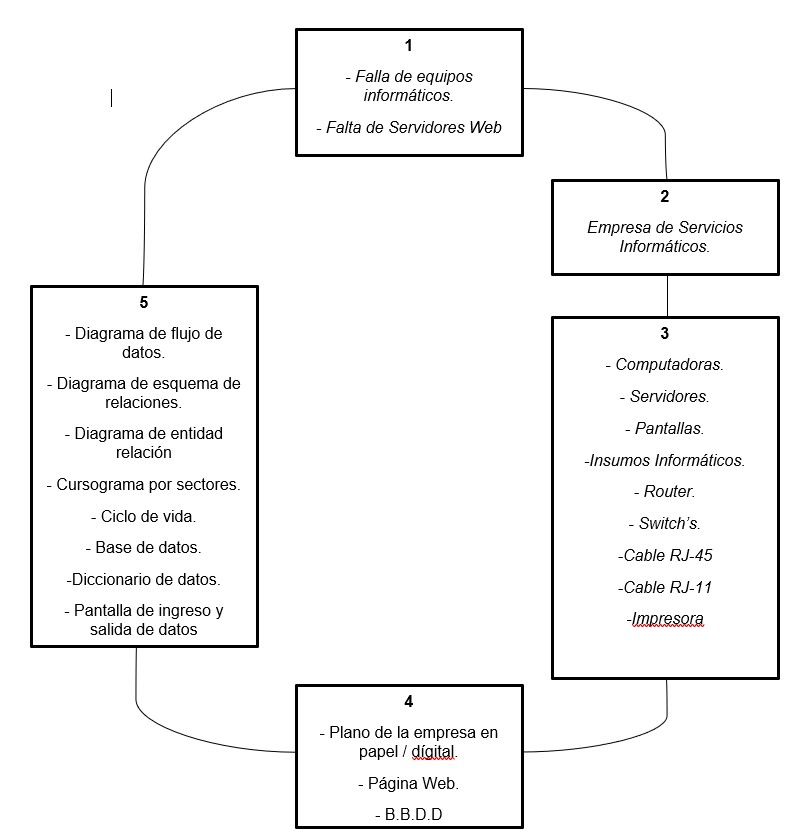 1
- Falla de equipos
informáticos.
- Falta de Servidores Web
2
Empresa de Servicios
Informáticos.
3
- Computadoras.
- Servidores.
- Pantallas.
-Insumos Informáticos.
- Router.
- Switch’s.
-Cable RJ-45
-Cable RJ-11
-Impresora
4
- Plano de la empresa en
papel / dígital.
- Página Web.
- B.B.D.D
5
- Diagrama de flujo de
datos.
- Diagrama de esquema de
relaciones.
- Diagrama de entidad
relación
- Cursograma por sectores.
- Ciclo de vida.
- Base de datos.
-Diccionario de datos.
- Pantalla de ingreso y
salida de datos